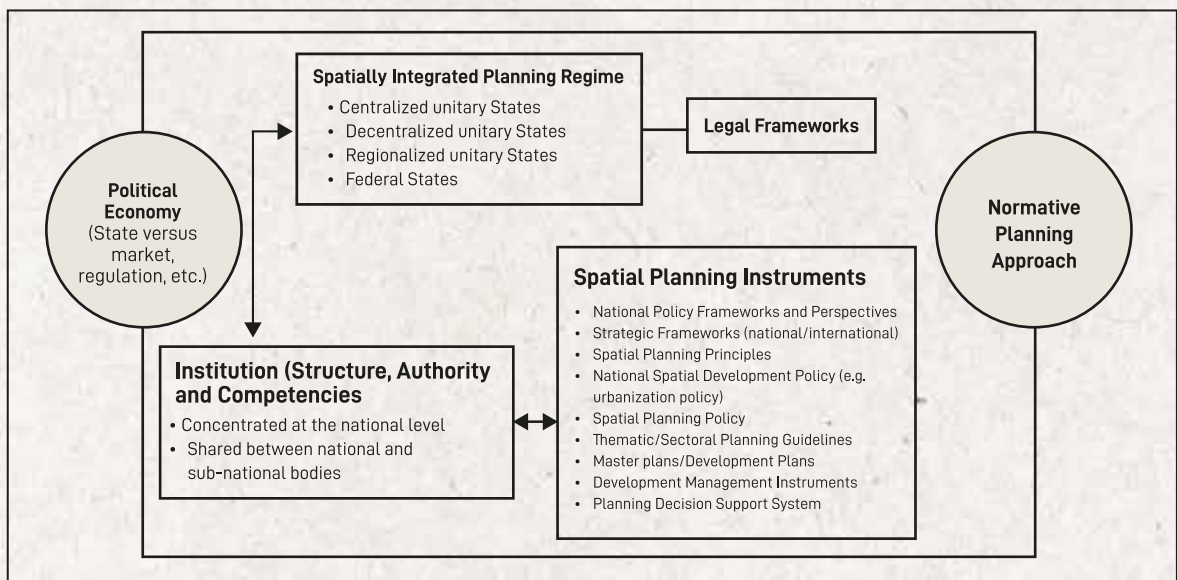 Spatially Integrated Planning Regime
• Centralized unitary States
• Decentralized unitary States
• Regionalized unitary States
• Federal States
Legal Frameworks
Political
Economy
(State versus
market,
regulation, etc.)
Normative
Planning
Approach
Spatial Planning Instruments
• National Policy Frameworks and Perspectives
• Strategic Frameworks (national/international)
• Spatial Planning Principles
• National Spatial Development Policy (e.g.
urbanization policy)
• Spatial Planning Policy
• Thematic/Sectoral Planning Guidelines
• Master plans/Development Plans
• Development Management Instruments
• Planning Decision Support System
Institution (Structure, Authority
and Competencies
• Concentrated at the national level
• Shared between national and
sub-national bodies